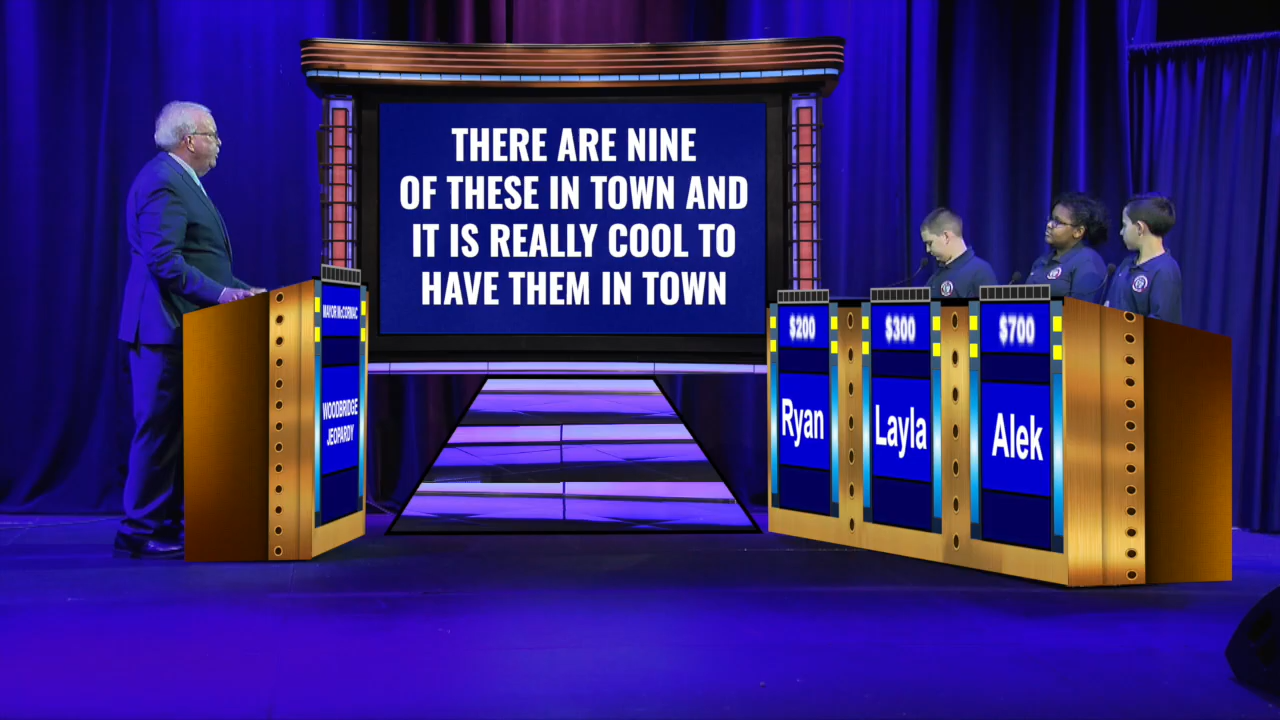 THERE ARE NINE
OF THESE IN TOWN AND
IT IS REALLY COOL TO
HAVE THEM IN TOWN
MAYOR McCORMAC
WOODBRIDGE
JEOPARDY
$200
$300
$700
Ryan
Layla
Alek